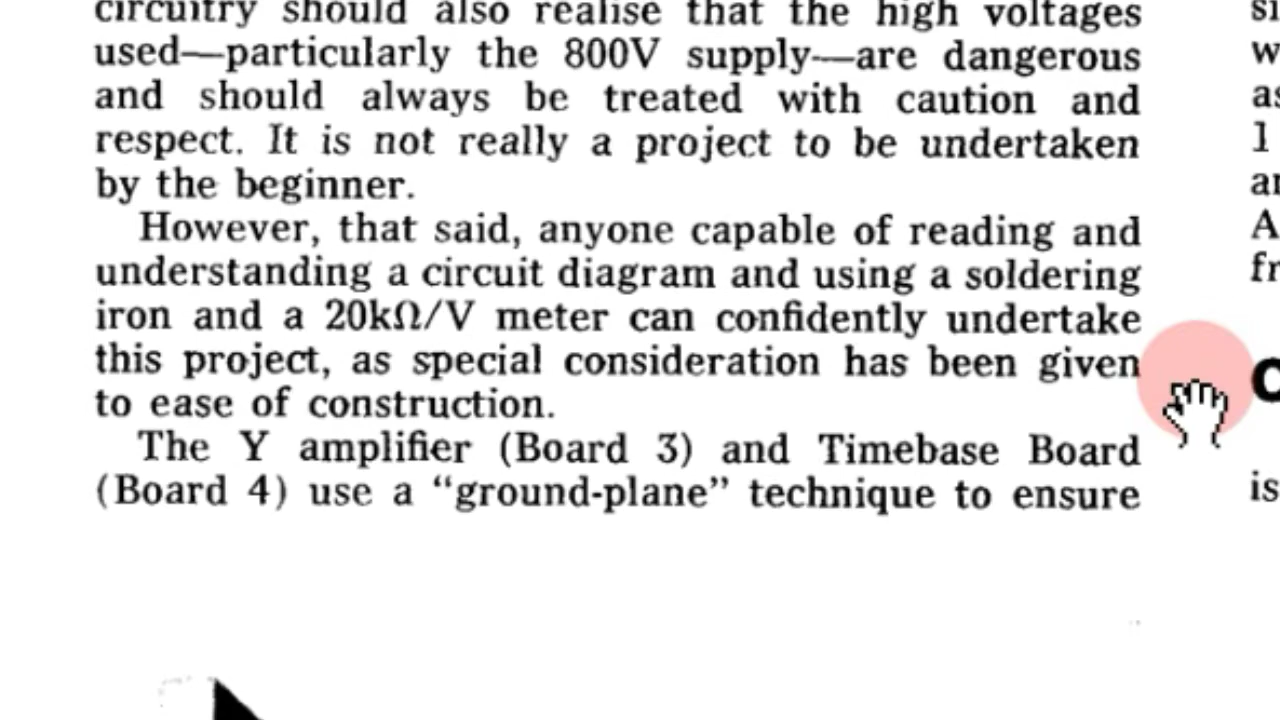 circuitry should also realise that the high voltages
used—particularly the 800V supply—are dangerous
and should always be treated with caution and
respect. It is not really a project to be undertaken
by the beginner.
However, that said, anyone capable of reading and
understanding a circuit diagram and using a soldering
iron and a 20kΩ/V meter can confidently undertake
this project, as special consideration has been given
to ease of construction.
The Y amplifier (Board 3) and Timebase Board
(Board 4) use a “ground-plane” technique to ensure
is